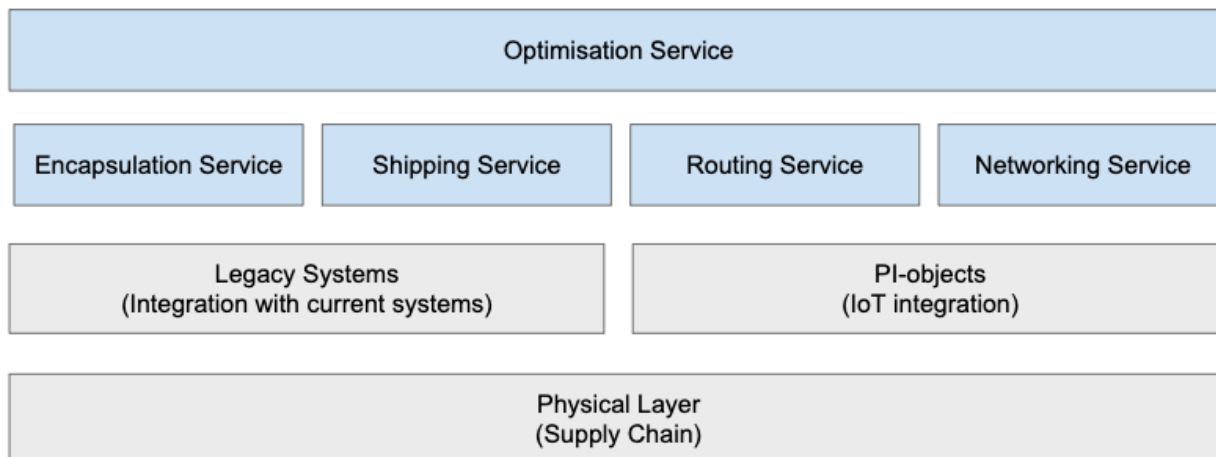 Optimisation Service
Encapsulation Service
Shipping Service
Routing Service
Networking Service
Legacy Systems
(Integration with current systems)
PI-objects
(IoT integration)
Physical Layer
(Supply Chain)